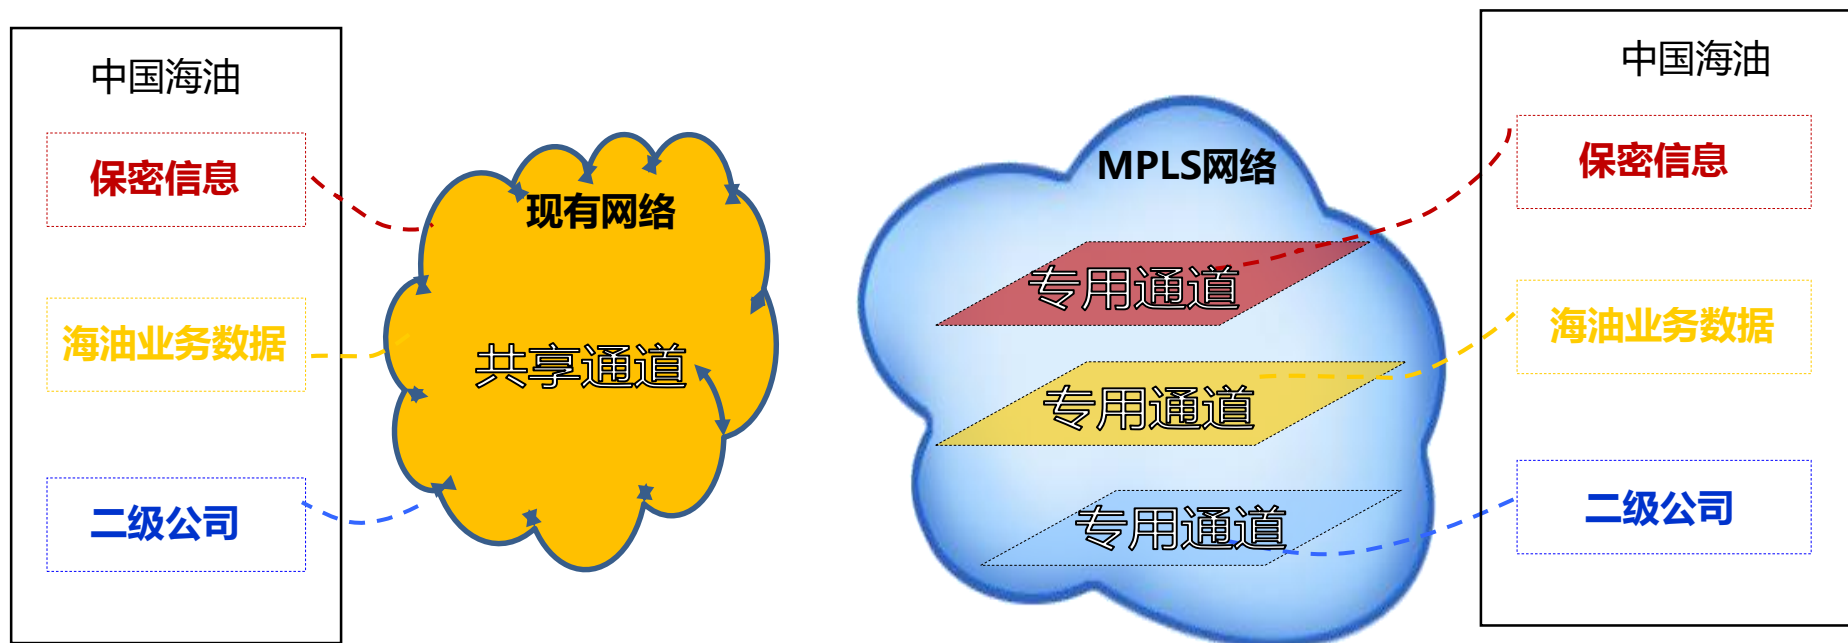 中国海油
保密信息
海油业务数据
二级公司
现有网络
共享通道
MPLS网络
专用通道
专用通道
专用通道
中国海油
保密信息
海油业务数据
二级公司